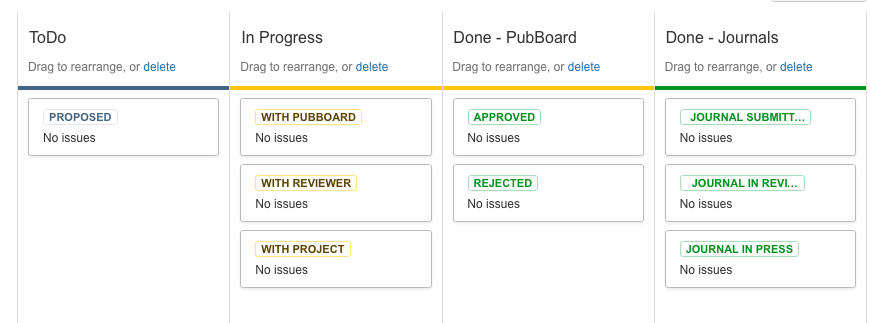 ToDo
Drag to rearrange, or delete
PROPOSED
No issues
In Progress
Drag to rearrange, or delete
WITH PUBBOARD
No issues
WITH REVIEWER
No issues
WITH PROJECT
No issues
Done - PubBoard
Drag to rearrange, or delete
APPROVED
No issues
REJECTED
No issues
Done - Journals
Drag to rearrange, or delete
JOURNAL SUBMITT...
No issues
JOURNAL IN REVI...
No issues
JOURNAL IN PRESS
No issues